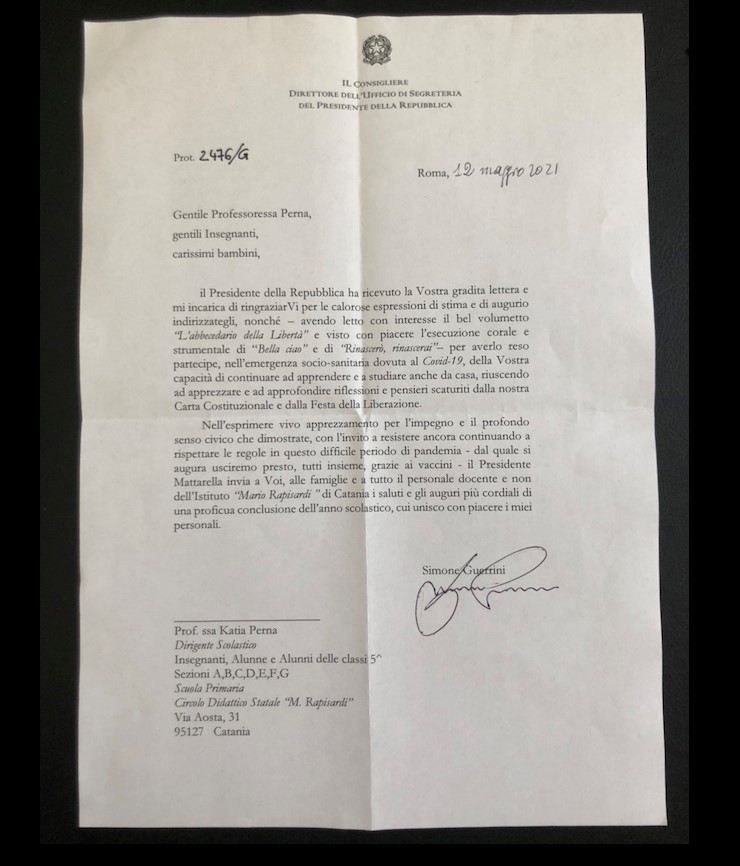 IL CONSIGLIERE
DIRETTORE DELL'UFFICIO DI SEGRETERIA
DEL PRESIDENTE DELLA REPUBBLICA
Prot. 2476/G
Roma, 12 maggio 2021
Gentile Professoressa Perna,
gentili Insegnanti,
carissimi bambini,
il Presidente della Repubblica ha ricevuto la Vostra gradita lettera e
mi incarica di ringraziarVi per le calorose espressioni di stima e di augurio
indirizzategli, nonché – avendo letto con interesse il bel volumetto
"L'abbecedario della Libertà" e visto con piacere l'esecuzione corale e
strumentale di "Bella ciao" e di "Rinascerò, rinascerai"– per averlo reso
partecipe, nell'emergenza socio-sanitaria dovuta al Covid-19, della Vostra
capacità di continuare ad apprendere e a studiare anche da casa, riuscendo
ad apprezzare e ad approfondire riflessioni e pensieri scaturiti dalla nostra
Carta Costituzionale e dalla Festa della Liberazione.
Nell'esprimere vivo apprezzamento per l'impegno e il profondo
senso civico che dimostrate, con l'invito a resistere ancora continuando a
rispettare le regole in questo difficile periodo di pandemia - dal quale si
augura usciremo presto, tutti insieme, grazie ai vaccini - il Presidente
Mattarella invia a Voi, alle famiglie e a tutto il personale docente e non
dell'Istituto "Mario Rapisardi" di Catania i saluti e gli auguri più cordiali di
una proficua conclusione dell'anno scolastico, cui unisco con piacere i miei
personali.
Simone Guerrini
Prof. ssa Katia Perna
Dirigente Scolastico
Insegnanti, Alunne e Alunni delle classi 5^
Sezioni A,B,C,D,E,F,G
Scuola Primaria
Circolo Didattico Statale "M. Rapisardi"
Via Aosta, 31
95127 Catania